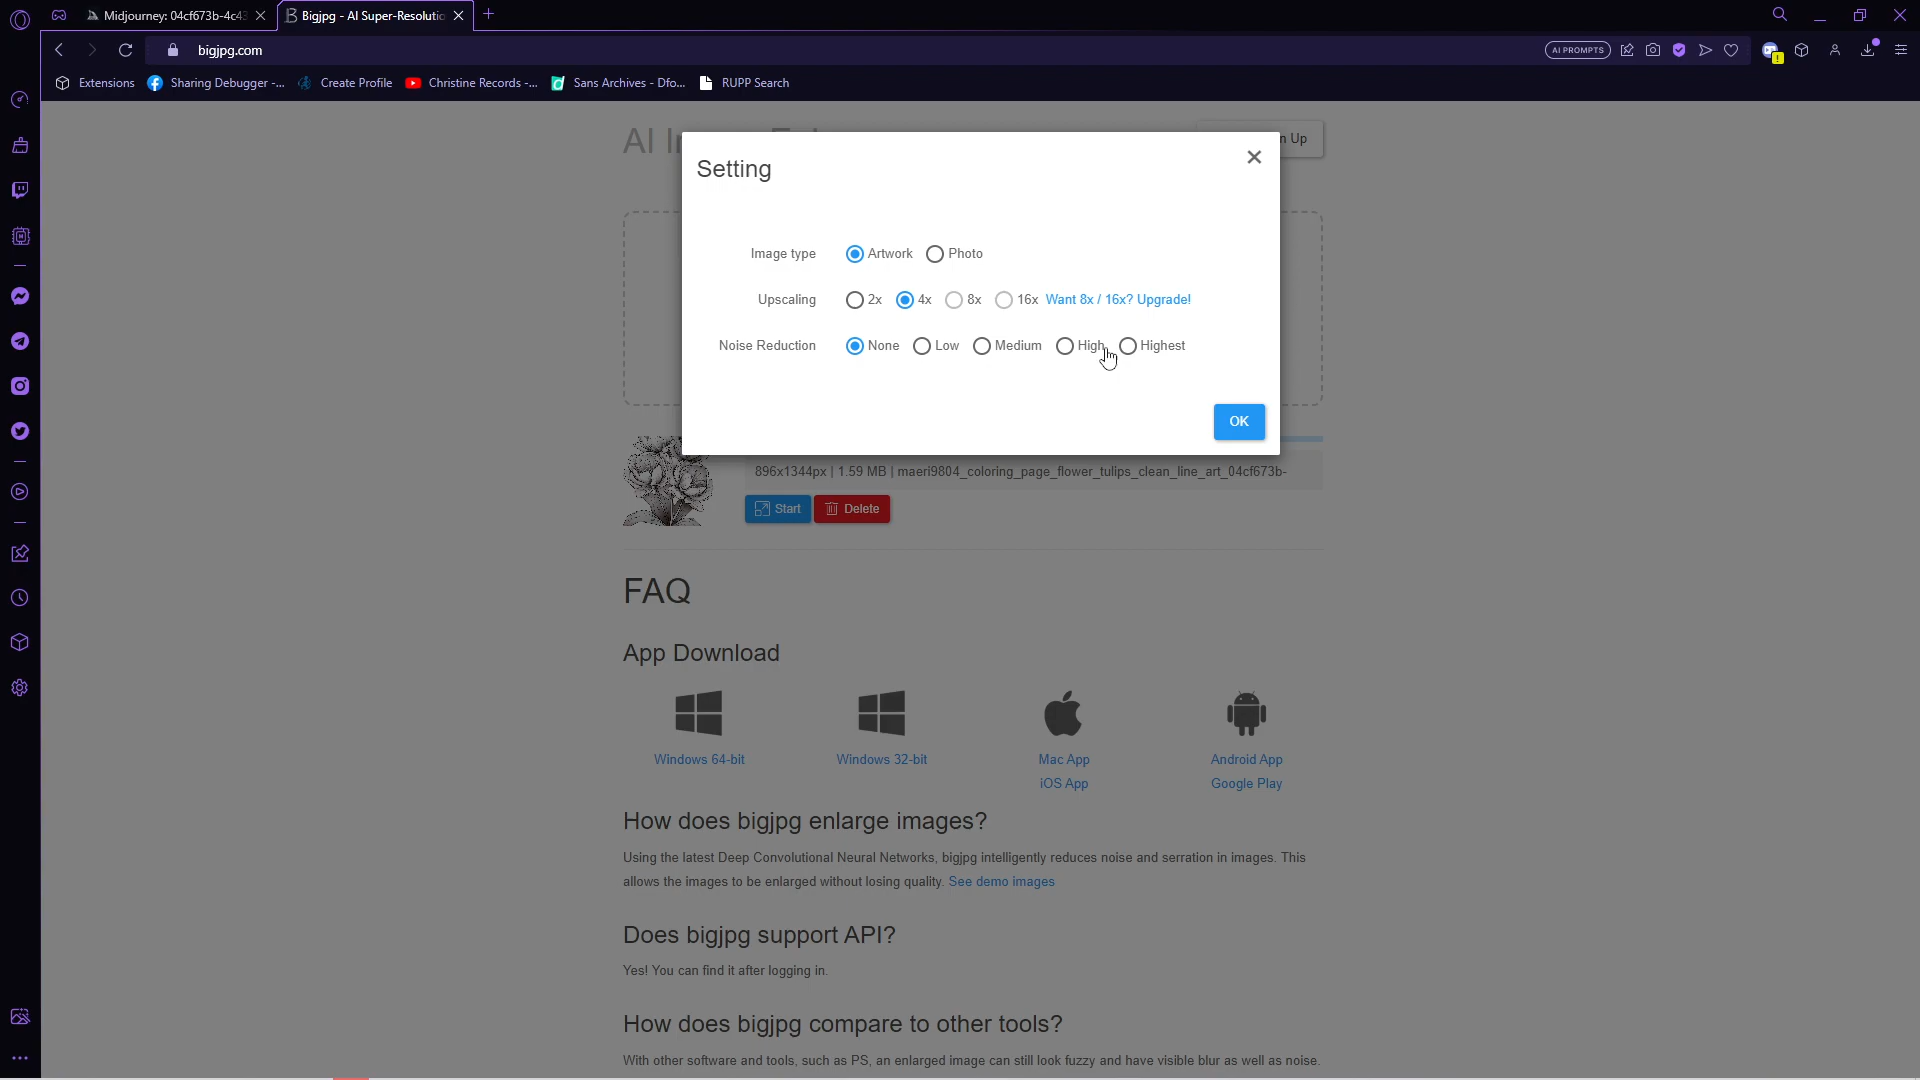 Midjourney: 04cf673b-4c43
Bigjpg - AI Super-Resolutio
bigjpg.com
AI PROMPTS
Extensions
Sharing Debugger -...
Create Profile
Christine Records -...
Sans Archives - Dfo...
RUPP Search
AI
n Up
Setting
Image type
Artwork
Photo
Upscaling
2x
4x
8x
16x
Want 8x / 16x? Upgrade!
Noise Reduction
None
Low
Medium
High
Highest
OK
896x1344px | 1.59 MB | maeri9804_coloring_page_flower_tulips_clean_line_art_04cf673b-
Start
Delete
FAQ
App Download
Windows 64-bit
Windows 32-bit
Mac App
iOS App
Android App
Google Play
How does bigjpg enlarge images?
Using the latest Deep Convolutional Neural Networks, bigjpg intelligently reduces noise and serration in images. This
allows the images to be enlarged without losing quality. See demo images
Does bigjpg support API?
Yes! You can find it after logging in.
How does bigjpg compare to other tools?
With other software and tools, such as PS, an enlarged image can still look fuzzy and have visible blur as well as noise.